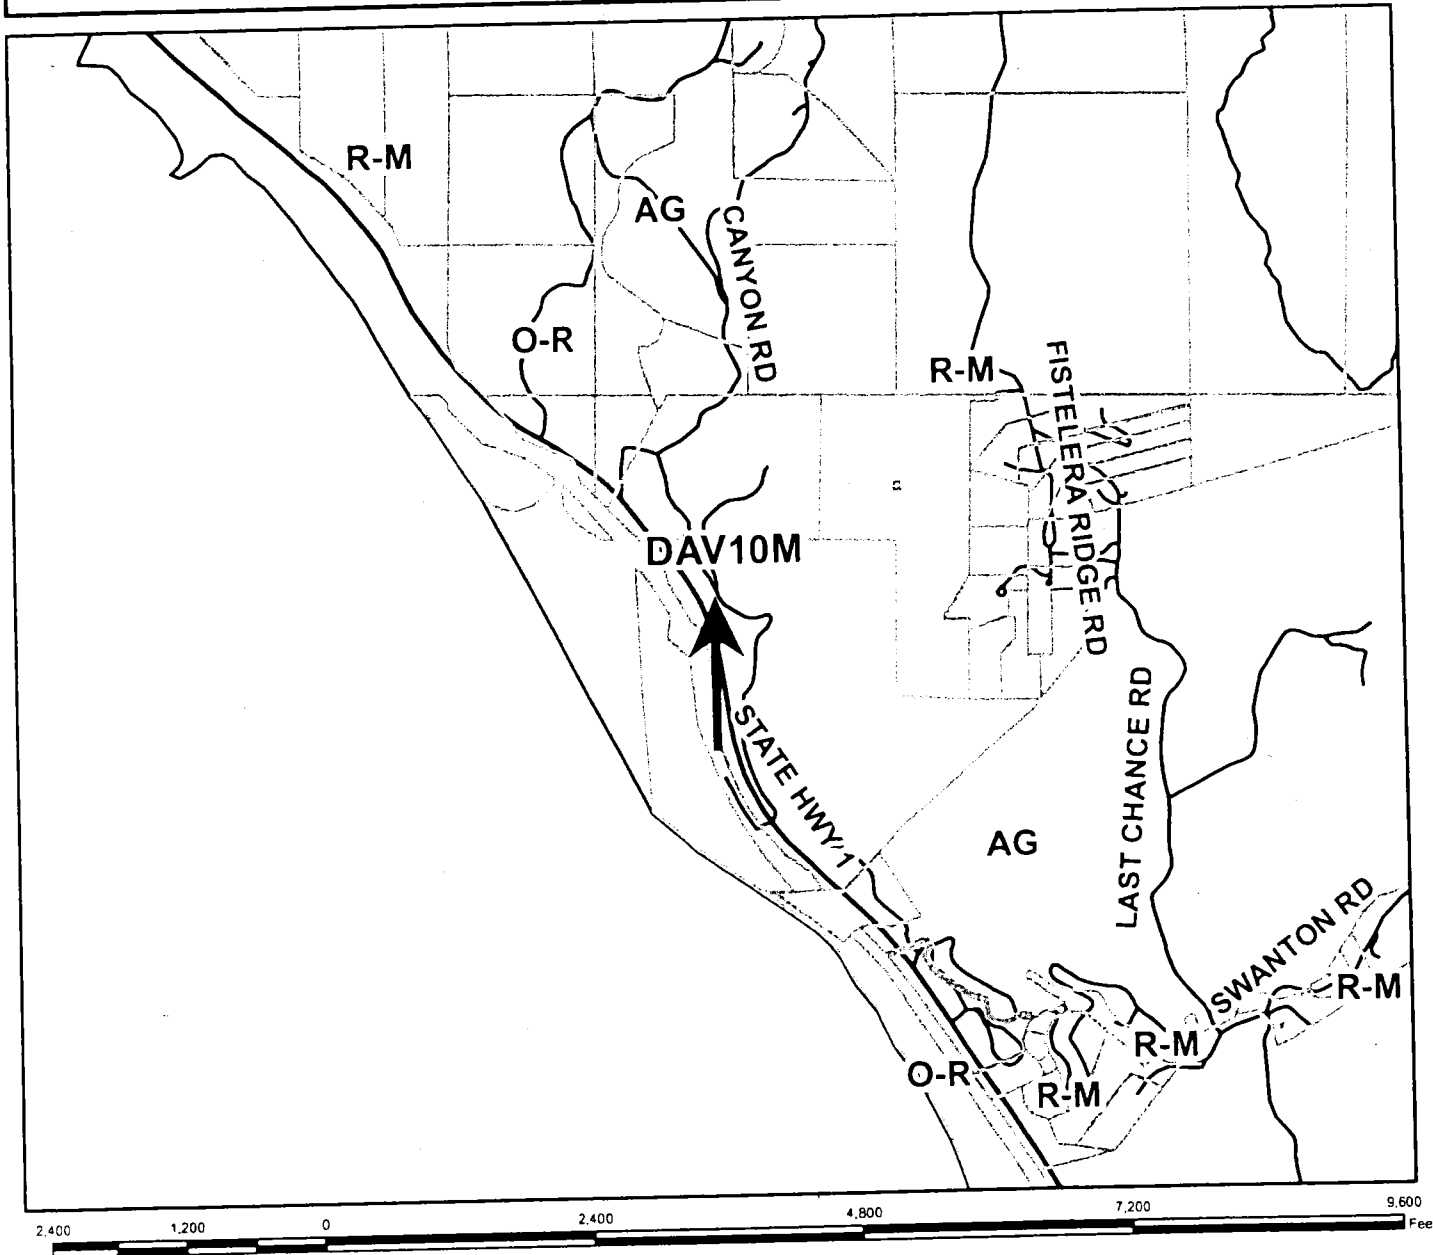 R-M
AG
CANYON RD
O-R
R-M
FISTELERA RIDGE RD
DAV10M
STATE HWY 1
LAST CHANCE RD
AG
SWANTON RD
R-M
R-M
O-R
R-M
2,400 1,200 0 2,400 4,800 7,200 9,600
Fee